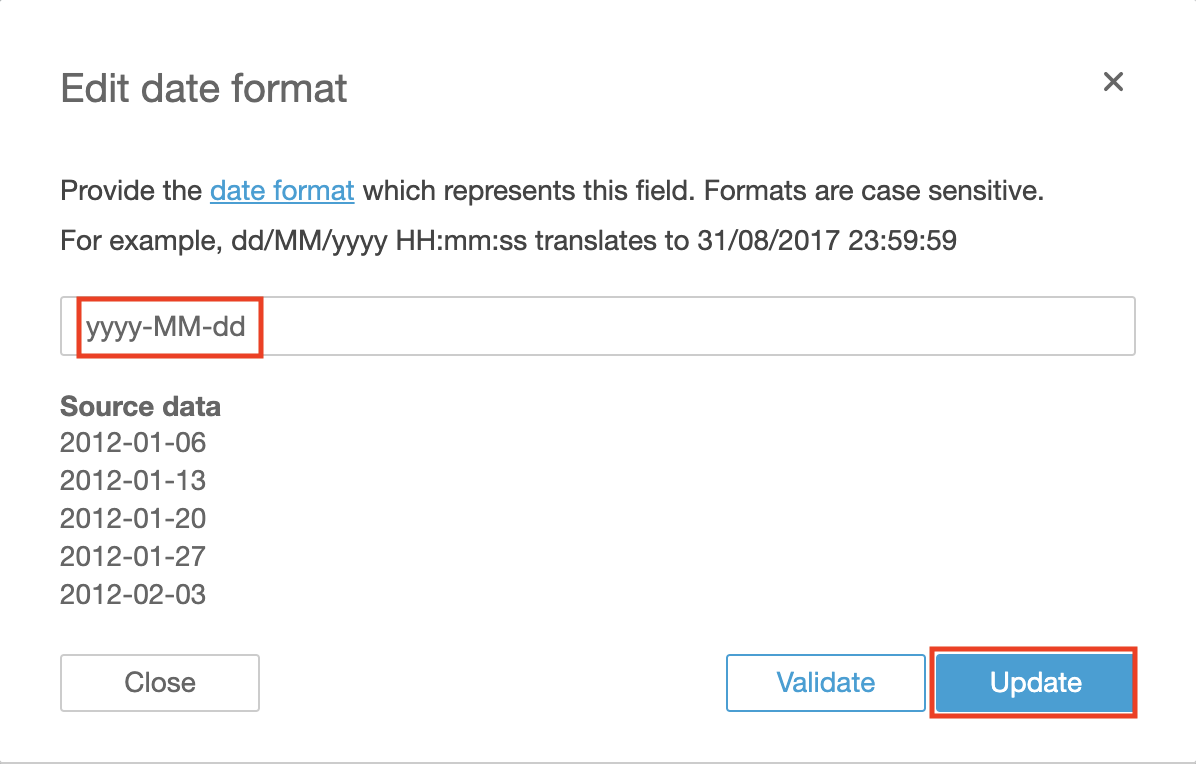 Edit date format
Provide the date format which represents this field. Formats are case sensitive.
For example, dd/MM/yyyy HH:mm:ss translates to 31/08/2017 23:59:59
yyyy-MM-dd
Source data
2012-01-06
2012-01-13
2012-01-20
2012-01-27
2012-02-03
Close Validate Update